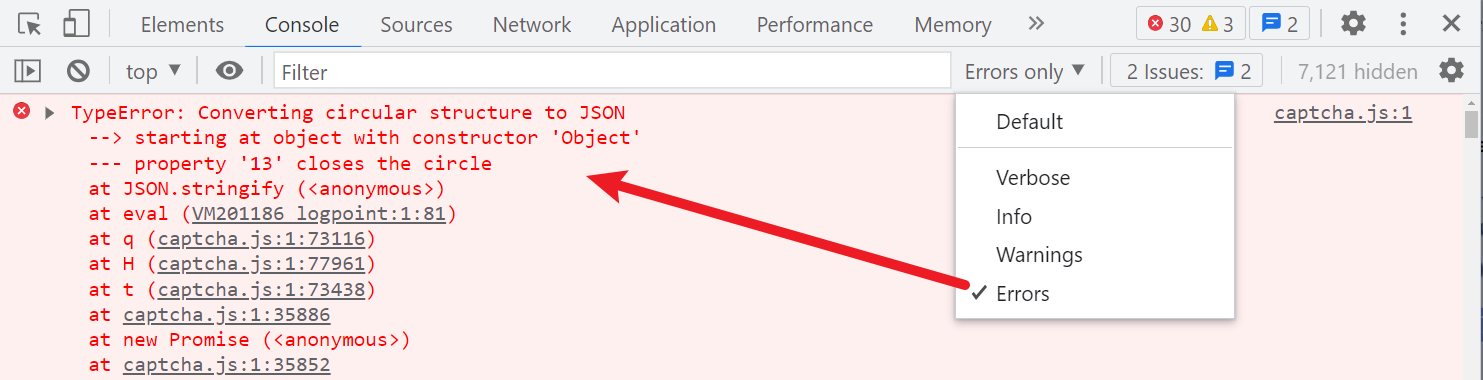 Elements Console Sources Network Application Performance Memory » 30 3 2
top ▼ Filter Errors only ▼ 2 Issues: 2 7,121 hidden
TypeError: Converting circular structure to JSON captcha.js:1
--> starting at object with constructor 'Object'
--- property '13' closes the circle
at JSON.stringify (<anonymous>)
at eval (VM201186 logpoint:1:81)
at q (captcha.js:1:73116)
at H (captcha.js:1:77961)
at t (captcha.js:1:73438)
at captcha.js:1:35886
at new Promise (<anonymous>)
at captcha.js:1:35852
Default
Verbose
Info
Warnings
✓ Errors